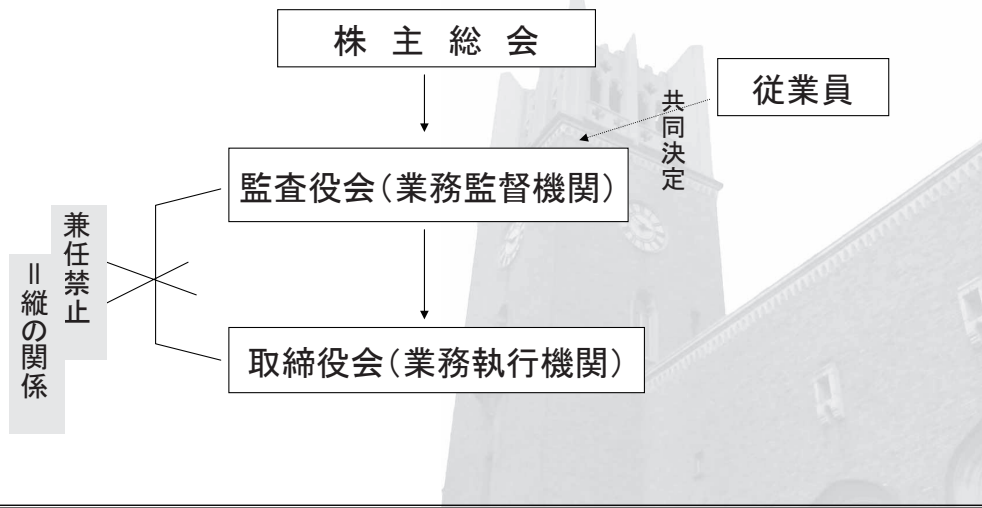 株主総会
従業員
共同決定
監査役会(業務監督機関)
兼任禁止
=縦の関係
取締役会(業務執行機関)